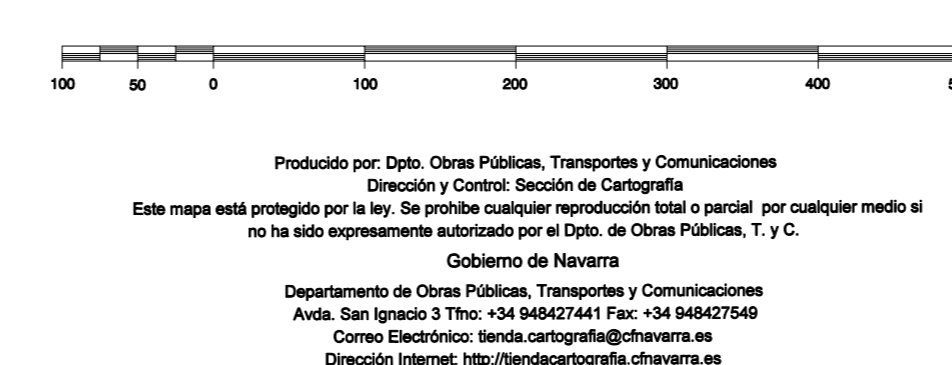 100 50 0 100 200 300 400
Producido por: Dpto. Obras Públicas, Transportes y Comunicaciones
Dirección y Control: Sección de Cartografía
Este mapa está protegido por la ley. Se prohibe cualquier reproducción total o parcial por cualquier medio si
no ha sido expresamente autorizado por el Dpto. de Obras Públicas, T. y C.
Gobierno de Navarra
Departamento de Obras Públicas, Transportes y Comunicaciones
Avda. San Ignacio 3 Tfno: +34 948427441 Fax: +34 948427549
Correo Electrónico: tienda.cartografia@cfnavarra.es
Dirección Internet: http://tiendacartografia.cfnavarra.es